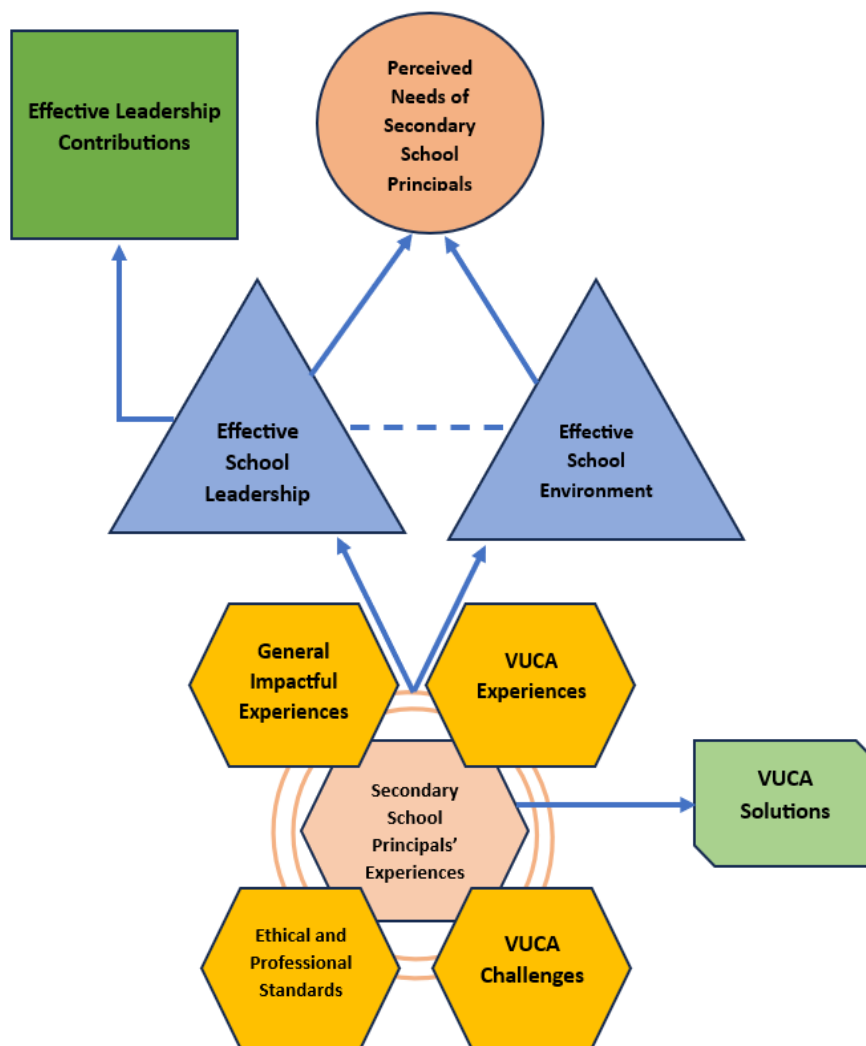 Effective Leadership
Contributions
Perceived
Needs of
Secondary
School
Principals
Effective
School
Leadership
Effective
School
Environment
General
Impactful
Experiences
VUCA
Experiences
Secondary
School
Principals’
Experiences
VUCA
Solutions
Ethical and
Professional
Standards
VUCA
Challenges